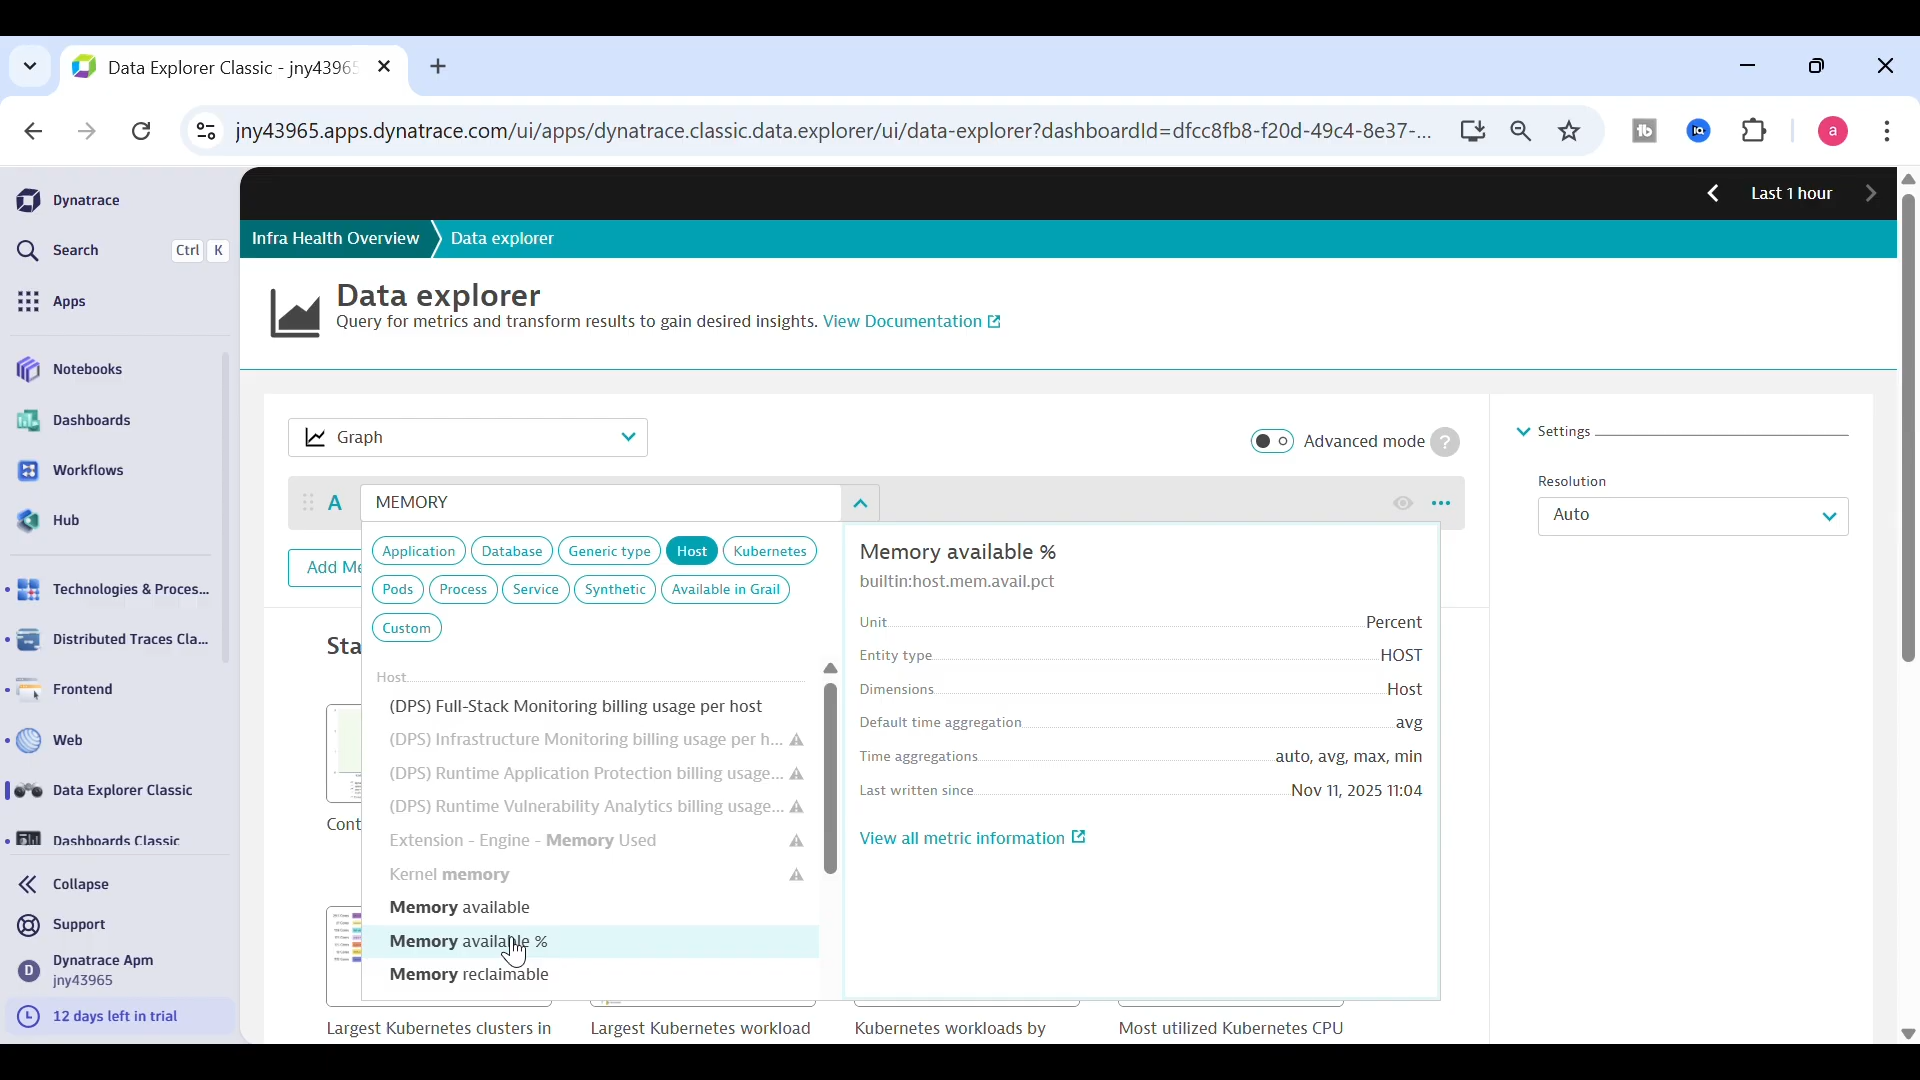 Data Explorer Classic - jny43965
jny43965.apps.dynatrace.com/ui/apps/dynatrace.classic.data.explorer/ui/data-explorer?dashboardId=dfcc8fb8-f20d-49c4-8e37-...
a
Dynatrace
Search Ctrl K
Apps
Notebooks
Dashboards
Workflows
Hub
Technologies & Proces...
Distributed Traces Cla...
Frontend
Web
Data Explorer Classic
Dashboards Classic
Collapse
Support
D Dynatrace Apm
jny43965
12 days left in trial
Last 1 hour
Infra Health Overview
Data explorer
Data explorer
Query for metrics and transform results to gain desired insights. View Documentation
Graph
Advanced mode ?
A MEMORY
Add Me
Application Database Generic type Host Kubernetes
Pods Process Service Synthetic Available in Grail
Custom
Sta
Cont
Host
(DPS) Full-Stack Monitoring billing usage per host
(DPS) Infrastructure Monitoring billing usage per h...
(DPS) Runtime Application Protection billing usage...
(DPS) Runtime Vulnerability Analytics billing usage...
Extension - Engine - Memory Used
Kernel memory
Memory available
Memory available %
Memory reclaimable
Memory available %
builtin:host.mem.avail.pct
Unit Percent
Entity type HOST
Dimensions Host
Default time aggregation avg
Time aggregations auto, avg, max, min
Last written since Nov 11, 2025 11:04
View all metric information
Settings
Resolution
Auto
Largest Kubernetes clusters in
Largest Kubernetes workload
Kubernetes workloads by
Most utilized Kubernetes CPU